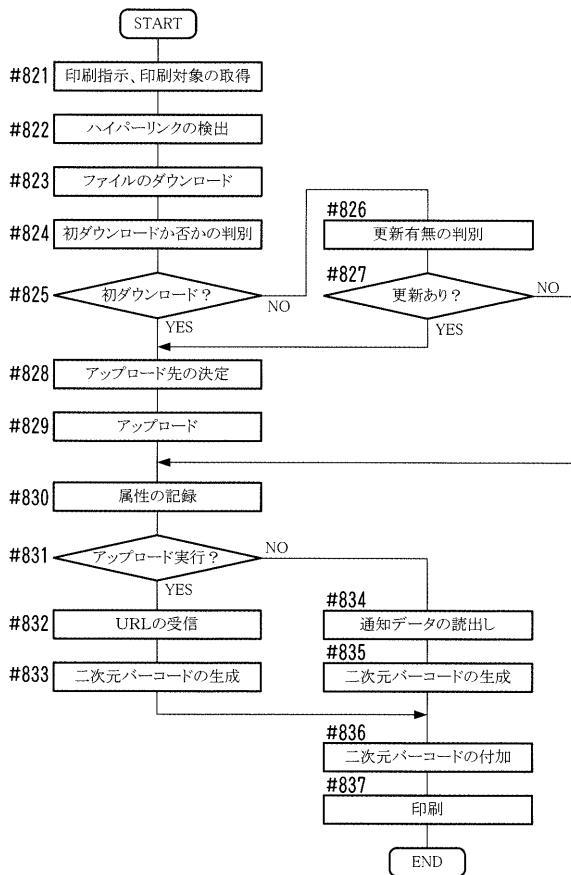 START
#821
印刷指示、印刷対象の取得
#822
ハイパーリンクの検出
#823
ファイルのダウンロード
#824
初ダウンロードか否かの判別
#825
初ダウンロード?
NO
YES
#826
更新有無の判別
#827
更新あり?
NO
YES
#828
アップロード先の決定
#829
アップロード
#830
属性の記録
#831
アップロード実行?
NO
YES
#832
URLの受信
#833
二次元バーコードの生成
#834
通知データの読出し
#835
二次元バーコードの生成
#836
二次元バーコードの付加
#837
印刷
END